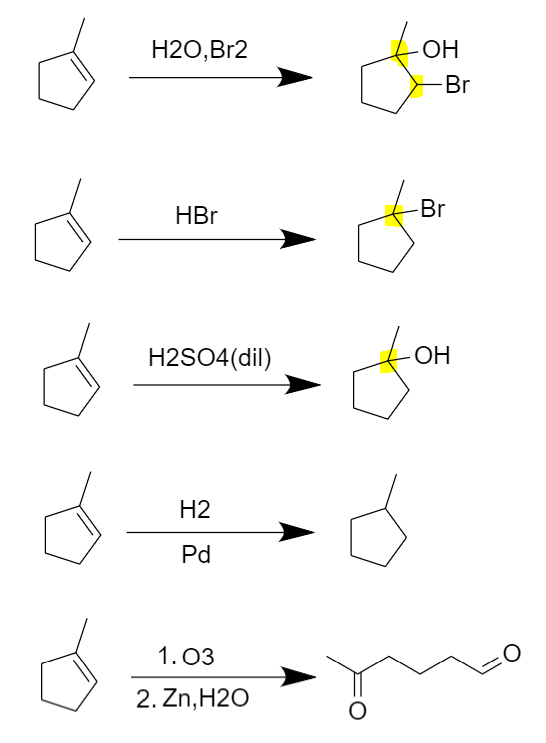 H2O,Br2
OH
Br
HBr
Br
H2SO4(dil)
OH
H2
Pd
1. O3
2. Zn,H2O
O
O